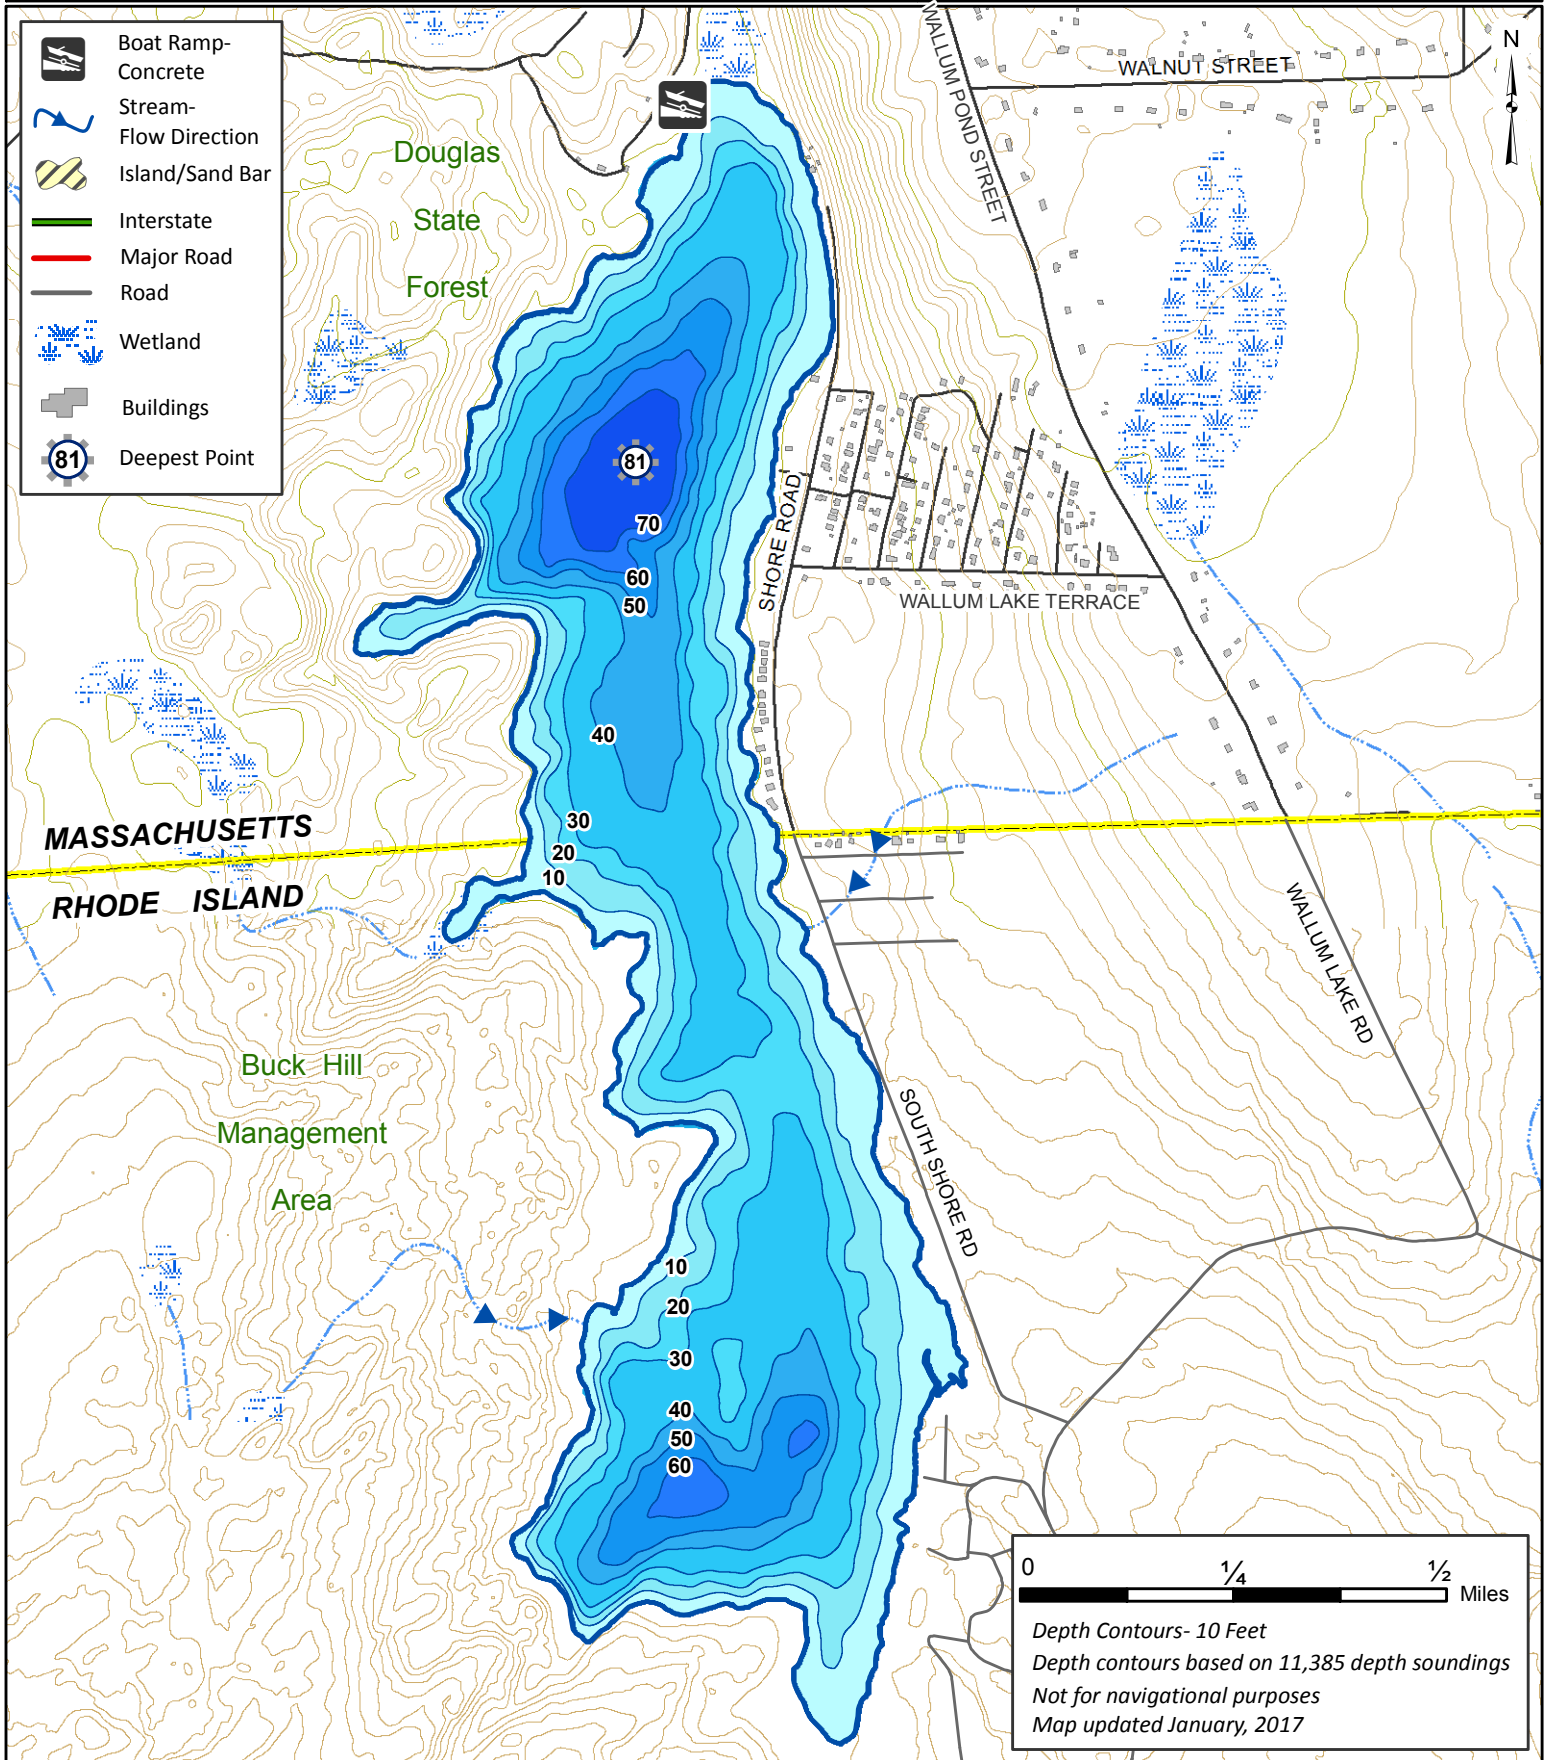 Boat Ramp-
Concrete
Stream-
Flow Direction
Island/Sand Bar
Interstate
Major Road
Road
Wetland
Buildings
81
Deepest Point
N
WALNUT STREET
WALLUM POND STREET
Douglas
State
Forest
81
70
60
50
SHORE ROAD
WALLUM LAKE TERRACE
40
30
20
10
MASSACHUSETTS
RHODE ISLAND
WALLUM LAKE RD
Buck Hill
Management
Area
SOUTH SHORE RD
10
20
30
40
50
60
0 ¼ ½
Miles
Depth Contours- 10 Feet
Depth contours based on 11,385 depth soundings
Not for navigational purposes
Map updated January, 2017